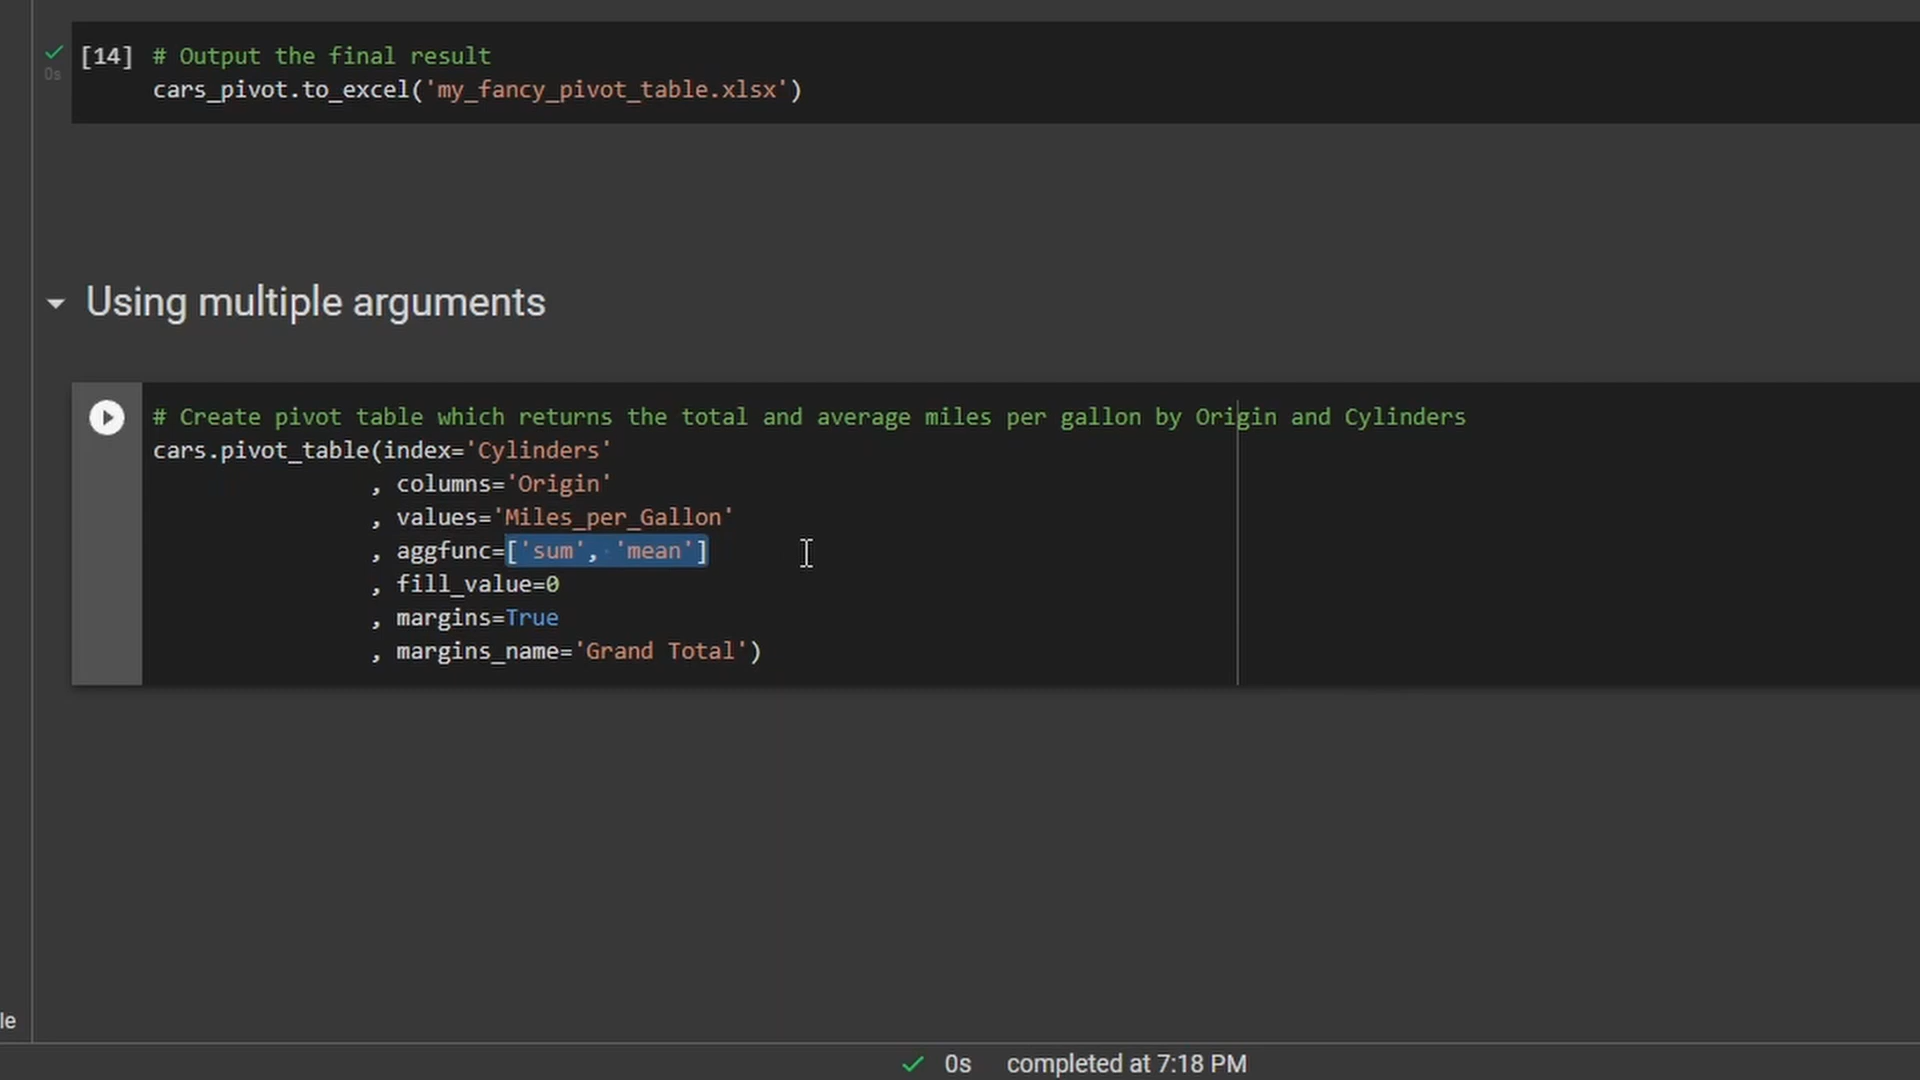 [14] # Output the final result
0s
cars_pivot.to_excel('my_fancy_pivot_table.xlsx')
Using multiple arguments
# Create pivot table which returns the total and average miles per gallon by Origin and Cylinders
cars.pivot_table(index='Cylinders'
, columns='Origin'
, values='Miles_per_Gallon'
, aggfunc=['sum', 'mean']
, fill_value=0
, margins=True
, margins_name='Grand Total')
le
0s completed at 7:18 PM